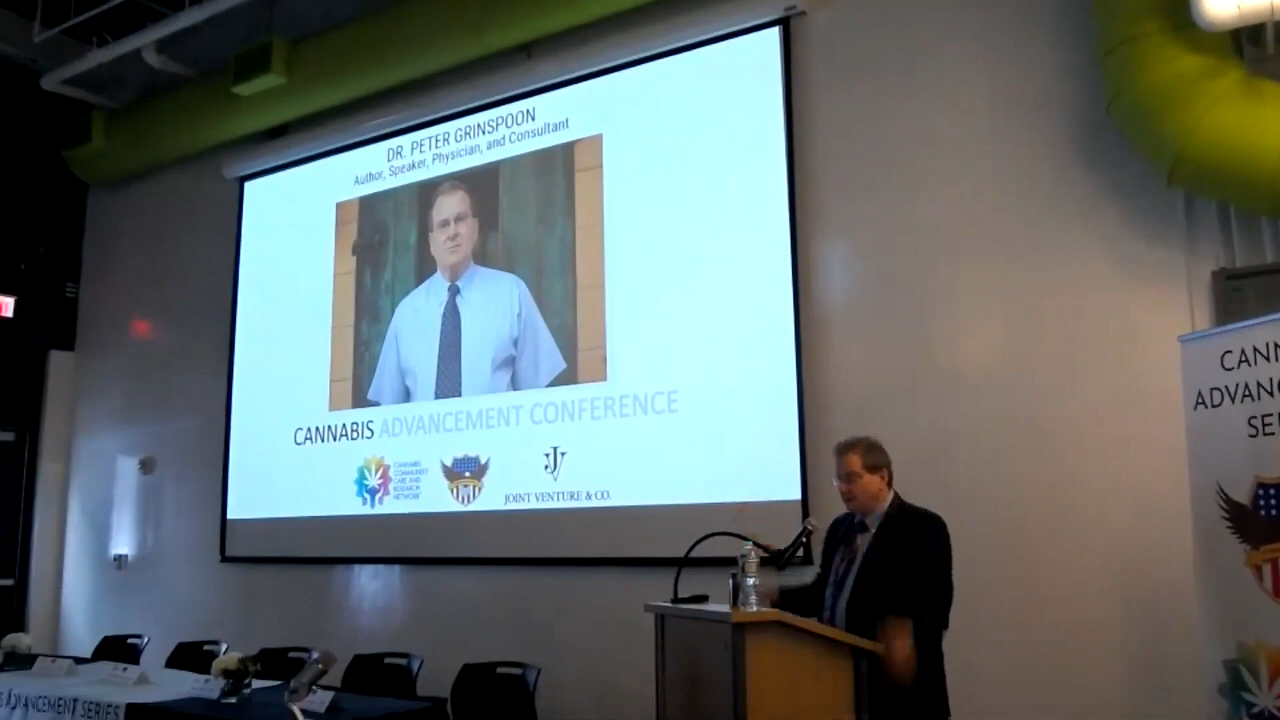 DR. PETER GRINSPOON
Author, Speaker, Physician, and Consultant
CANNABIS ADVANCEMENT CONFERENCE
CANNABIS
COMMUNITY
CARE AND
RESEARCH
NETWORK
JV
JOINT VENTURE & CO.
CANN
ADVANC
SE
S ADVANCEMENT SERIES